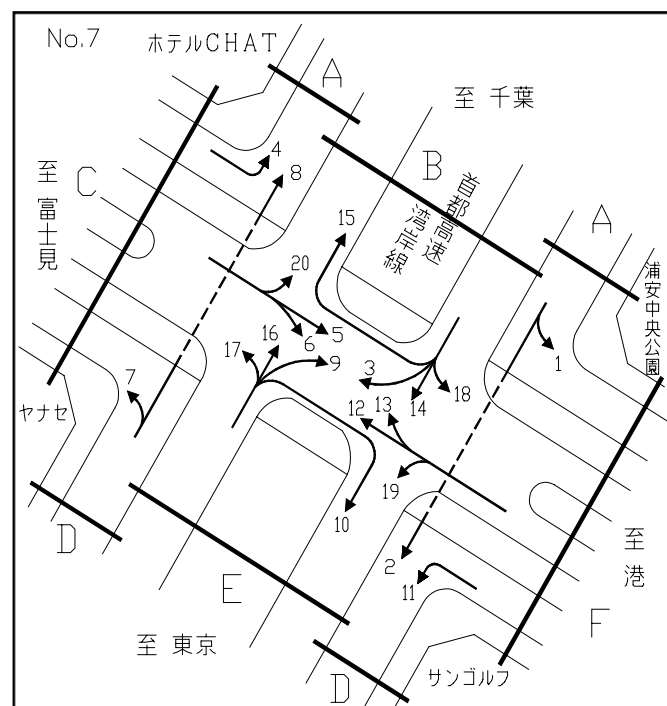 No.7
ホテルCHAT
A
至 千葉
B
首都高速
湾岸線
A
浦安中央公園
C
至 富士見
4
8
15
20
5
6
16
17
9
3
14
18
1
7
12
13
19
10
2
11
ヤナセ
D
E
至 東京
D
サンゴルフ
F
至 港